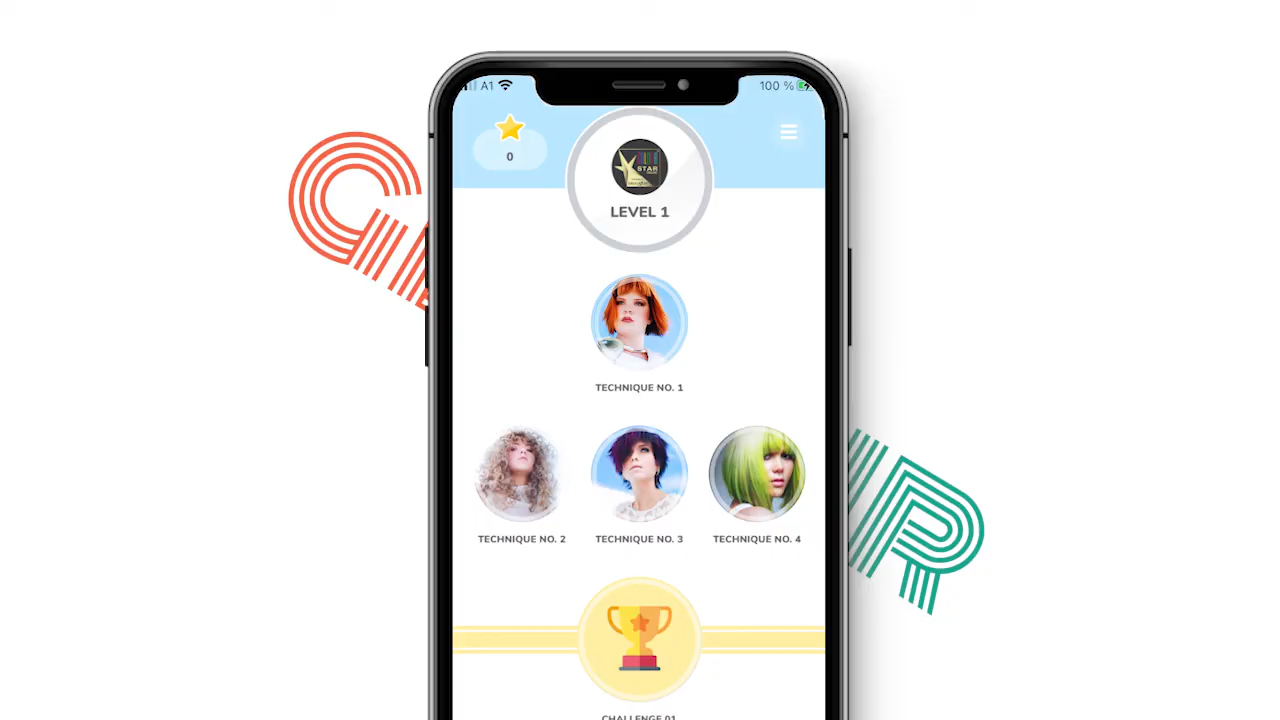 A1
100 %
0
STAR
LEVEL 1
TECHNIQUE NO. 1
TECHNIQUE NO. 2
TECHNIQUE NO. 3
TECHNIQUE NO. 4
CHALLENGE 01